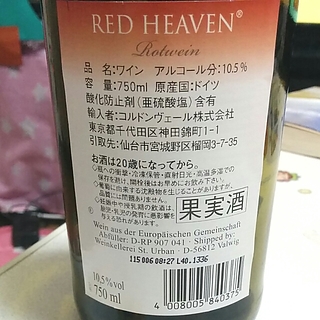 RED HEAVEN®
Rotwein
品名:ワイン アルコール分:10.5%
容量:750ml 原産国:ドイツ
酸化防止剤(亜硫酸塩)含有
輸入者:コルドンヴェール株式会社
東京都千代田区神田錦町1-1
引取先:仙台市宮城野区榴岡3-7-35
お酒は20歳になってから。
果実酒
Wein aus der Europäischen Gemeinschaft
Abfüller: D-RP 907 041 · Shipped by:
Weinkellerei St. Urban · D-56812 Valwig
115 006 08:27 L40.1336
10,5% vol
750 ml
4 008005 840375